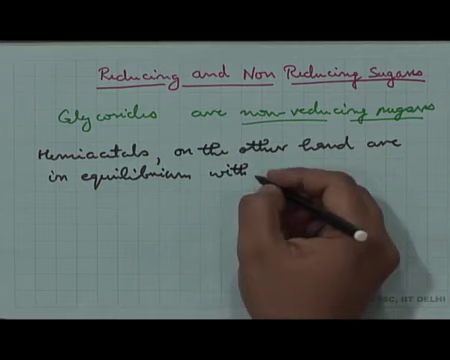 Reducing and Non Reducing Sugars
Glycosides are non-reducing sugars
Hemiacetals, on the other hand are
in equilibrium with
IIT DELHI